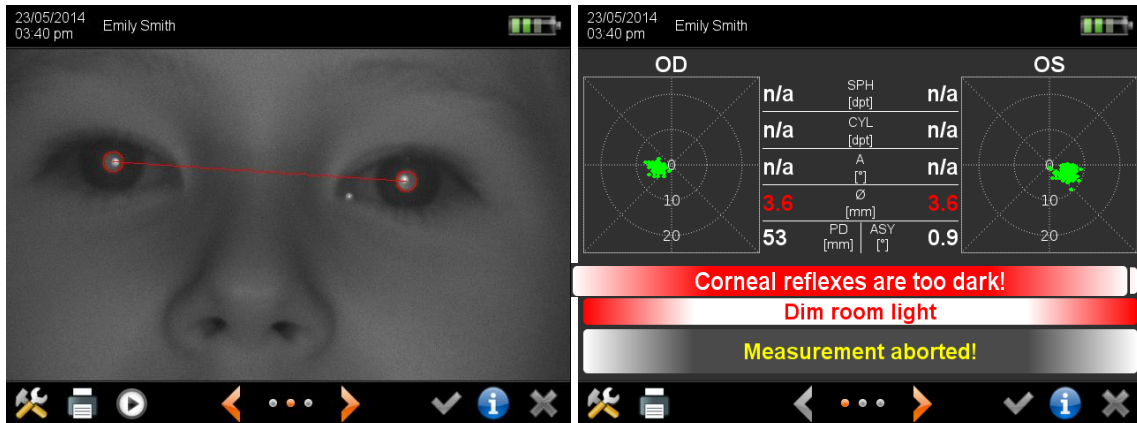 23/05/2014
03:40 pm
Emily Smith
23/05/2014
03:40 pm
Emily Smith
OD
OS
n/a SPH [dpt] n/a
n/a CYL [dpt] n/a
n/a A [°] n/a
3.6 Ø [mm] 3.6
53 PD [mm] ASY [°] 0.9
0
10
20
0
10
20
Corneal reflexes are too dark!
Dim room light
Measurement aborted!
i
i